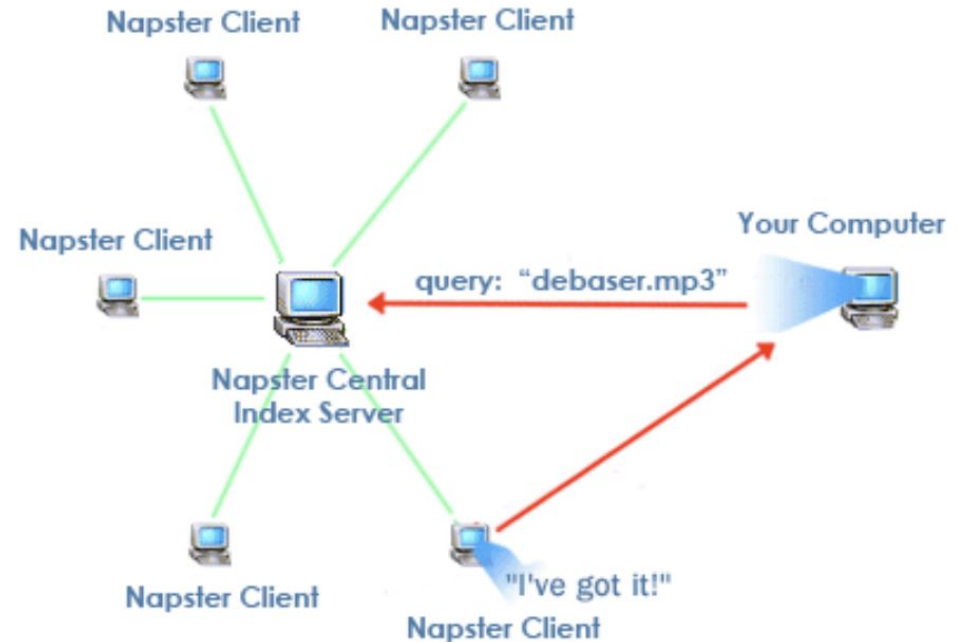 Napster Client
Napster Client
Your Computer
Napster Client
query: “debaser.mp3”
Napster Central
Index Server
"I've got it!"
Napster Client
Napster Client